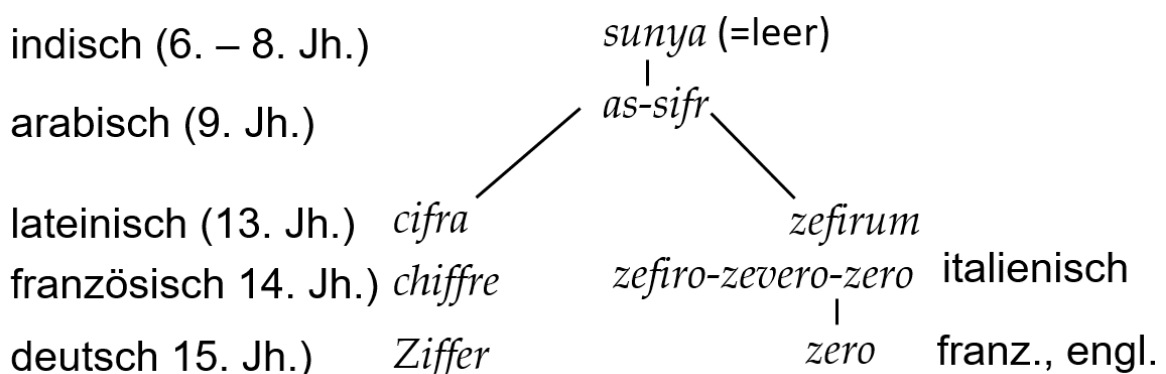 indisch (6. – 8. Jh.) sunya (=leer)
arabisch (9. Jh.) as-sifr
lateinisch (13. Jh.) cifra zefirum
französisch 14. Jh.) chiffre zefiro-zevero-zero italienisch
deutsch 15. Jh.) Ziffer zero franz., engl.